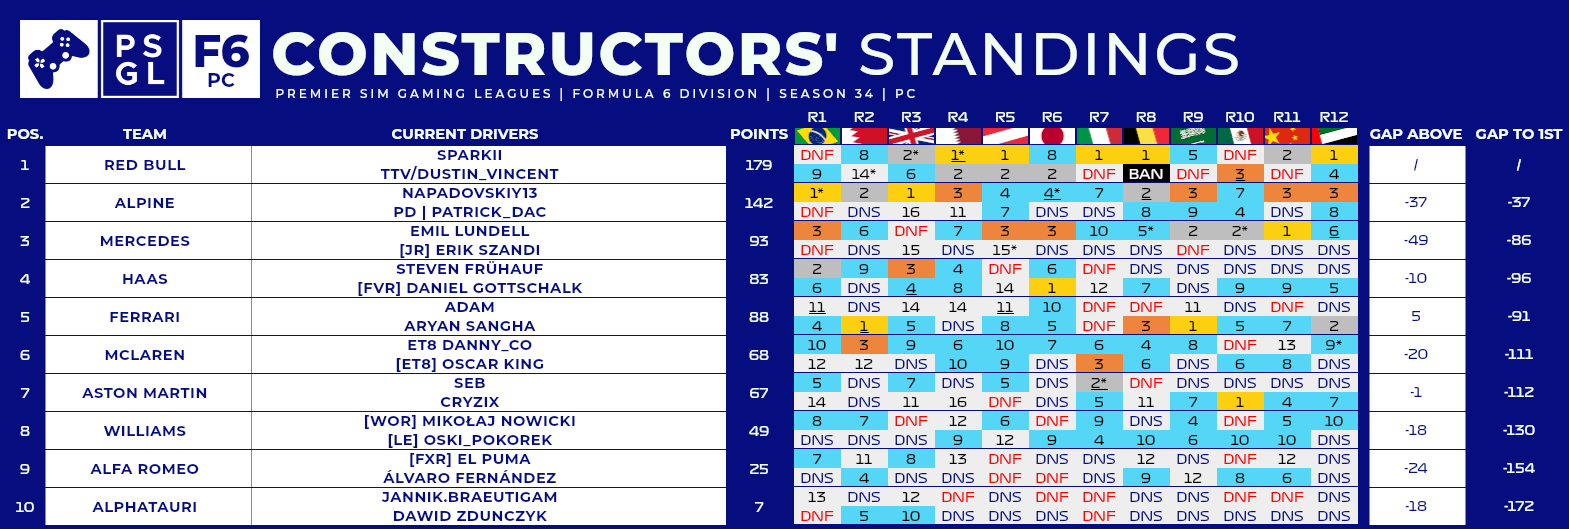 PS GL F6 PC CONSTRUCTORS' STANDINGS
PREMIER SIM GAMING LEAGUES | FORMULA 6 DIVISION | SEASON 34 | PC
R1 R2 R3 R4 R5 R6 R7 R8 R9 R10 R11 R12
POS. TEAM CURRENT DRIVERS POINTS GAP ABOVE GAP TO 1ST
SPARKII DNF 8 2* 1* 1 8 1 1 5 DNF 2 1
1 RED BULL 179 / /
TTV/DUSTIN_VINCENT 9 14* 6 2 2 2 DNF BAN DNF 3 DNF 4
NAPADOVSKIY13 1* 2 1 3 4 4* 7 2 3 7 3 3
2 ALPINE 142 -37 -37
PD | PATRICK_DAC DNF DNS 16 11 7 DNS DNS 8 9 4 DNS 8
EMIL LUNDELL 3 6 DNF 7 3 3 10 5* 2 2* 1 6
3 MERCEDES 93 -49 -86
[JR] ERIK SZANDI DNF DNS 15 DNS 15* DNS DNS DNS DNF DNS DNS DNS
STEVEN FRÜHAUF 2 9 3 4 DNF 6 DNF DNS DNS DNS DNS DNS
4 HAAS 83 -10 -96
[FVR] DANIEL GOTTSCHALK 6 DNS 4 8 14 1 12 7 DNS 9 9 5
ADAM 11 DNS 14 14 11 10 DNF DNF 11 DNS DNF DNS
5 FERRARI 88 5 -91
ARYAN SANGHA 4 1 5 DNS 8 5 DNF 3 1 5 7 2
ET8 DANNY_CO 10 3 9 6 10 7 6 4 8 DNF 13 9*
6 MCLAREN 68 -20 -111
[ET8] OSCAR KING 12 12 DNS 10 9 DNS 3 6 DNS 6 8 DNS
SEB 5 DNS 7 DNS 5 DNS 2* DNF DNS DNS DNS DNS
7 ASTON MARTIN 67 -1 -112
CRYZIX 14 DNS 11 16 DNF DNS 5 11 7 1 4 7
[WOR] MIKOŁAJ NOWICKI 8 7 DNF 12 6 DNF 9 DNS 4 DNF 5 10
8 WILLIAMS 49 -18 -130
[LE] OSKI_POKOREK DNS DNS DNS 9 12 9 4 10 6 10 10 DNS
[FXR] EL PUMA 7 11 8 13 DNF DNS DNS 12 DNS DNF 12 DNS
9 ALFA ROMEO 25 -24 -154
ÁLVARO FERNÁNDEZ DNS 4 DNS DNS DNF DNF DNS 9 12 8 6 DNS
JANNIK.BRAEUTIGAM 13 DNS 12 DNF DNS DNF DNF DNS DNS DNF DNF DNS
10 ALPHATAURI 7 -18 -172
DAWID ZDUNCZYK DNF 5 10 DNS DNS DNS DNF DNS DNS DNS DNS DNS